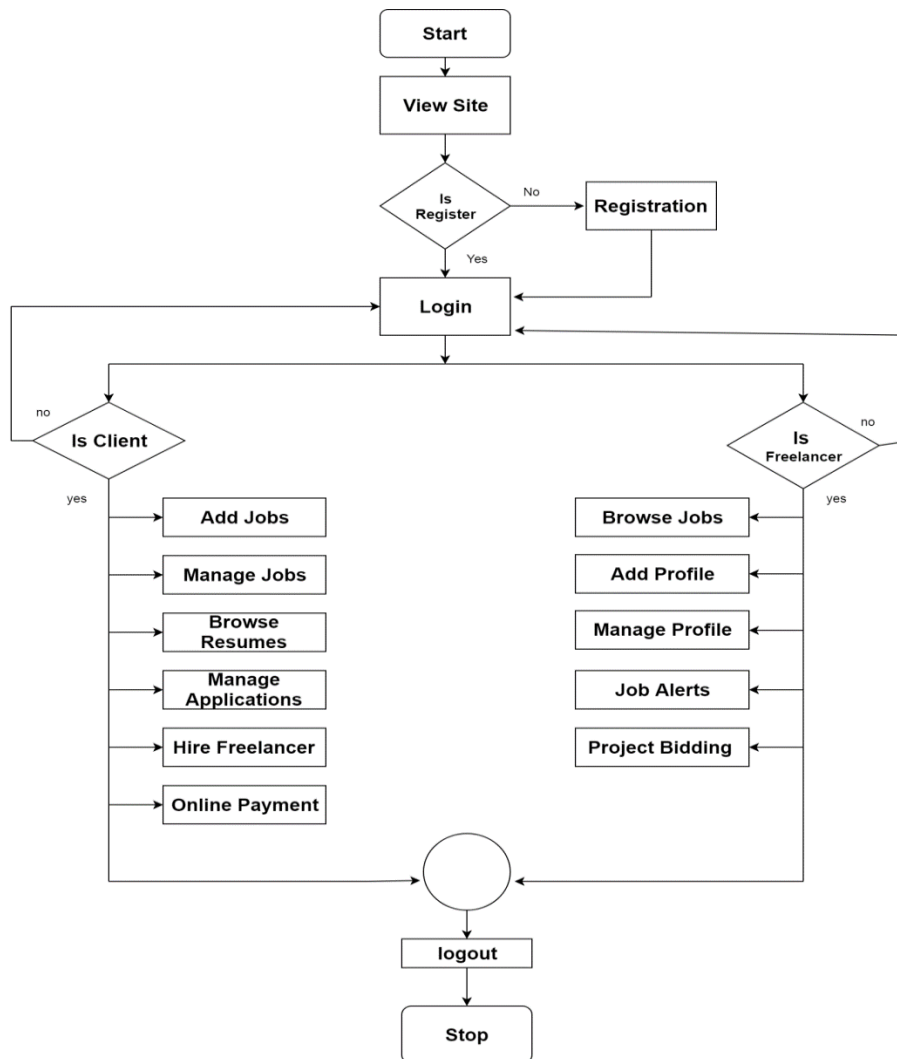 Start
View Site
Is
Register
No
Registration
Yes
Login
no
Is Client
Is
Freelancer
no
yes
yes
Add Jobs
Browse Jobs
Manage Jobs
Add Profile
Browse
Resumes
Manage Profile
Manage
Applications
Job Alerts
Hire Freelancer
Project Bidding
Online Payment
logout
Stop